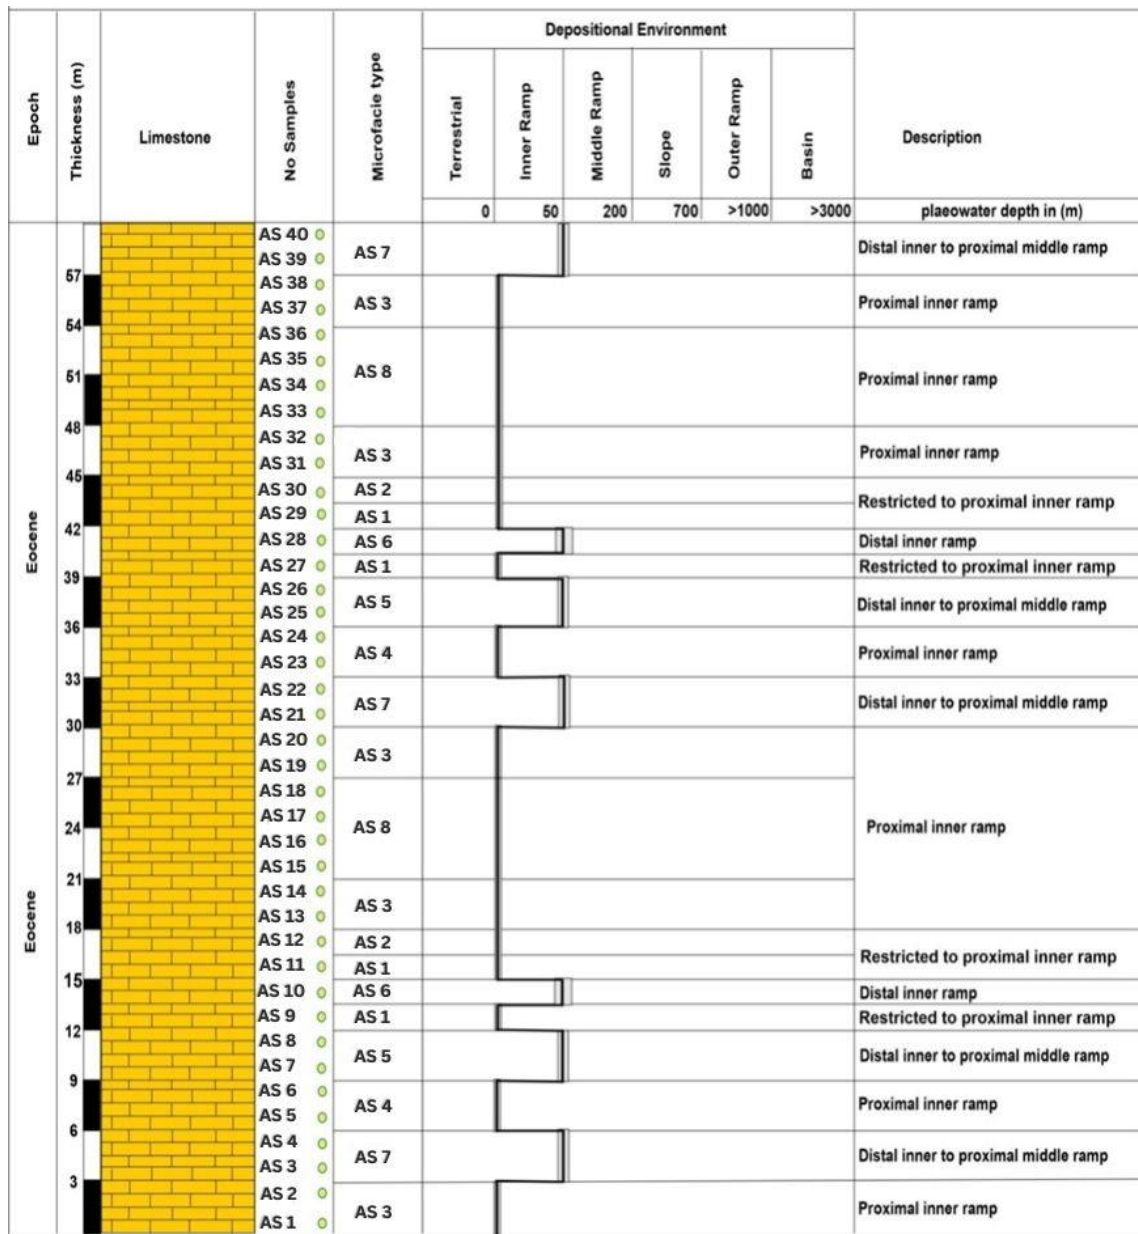 Epoch
Thickness (m)
Limestone
No Samples
Microfacie type
Depositional Environment
Terrestrial
Inner Ramp
Middle Ramp
Slope
Outer Ramp
Basin
Description
0 50 200 700 >1000 >3000 plaeowater depth in (m)
AS 40
AS 7 Distal inner to proximal middle ramp
AS 39
57 AS 38
AS 3 Proximal inner ramp
AS 37
54 AS 36
AS 35
AS 8 Proximal inner ramp
51 AS 34
AS 33
48 AS 32
AS 3 Proximal inner ramp
AS 31
45 AS 30 AS 2
Restricted to proximal inner ramp
AS 29 AS 1
42
Eocene
AS 28 AS 6 Distal inner ramp
AS 27 AS 1 Restricted to proximal inner ramp
39 AS 26
AS 5 Distal inner to proximal middle ramp
AS 25
36 AS 24
AS 4 Proximal inner ramp
AS 23
33 AS 22
AS 7 Distal inner to proximal middle ramp
AS 21
30 AS 20
AS 3
AS 19
27 AS 18
AS 17
24 AS 8 Proximal inner ramp
AS 16
AS 15
21 AS 14
AS 3
AS 13
18
Eocene
AS 12 AS 2
Restricted to proximal inner ramp
AS 11 AS 1
15 AS 10 AS 6 Distal inner ramp
AS 9 AS 1 Restricted to proximal inner ramp
12 AS 8
AS 5 Distal inner to proximal middle ramp
AS 7
9 AS 6
AS 4 Proximal inner ramp
AS 5
6 AS 4
AS 7 Distal inner to proximal middle ramp
AS 3
3 AS 2
AS 3 Proximal inner ramp
AS 1